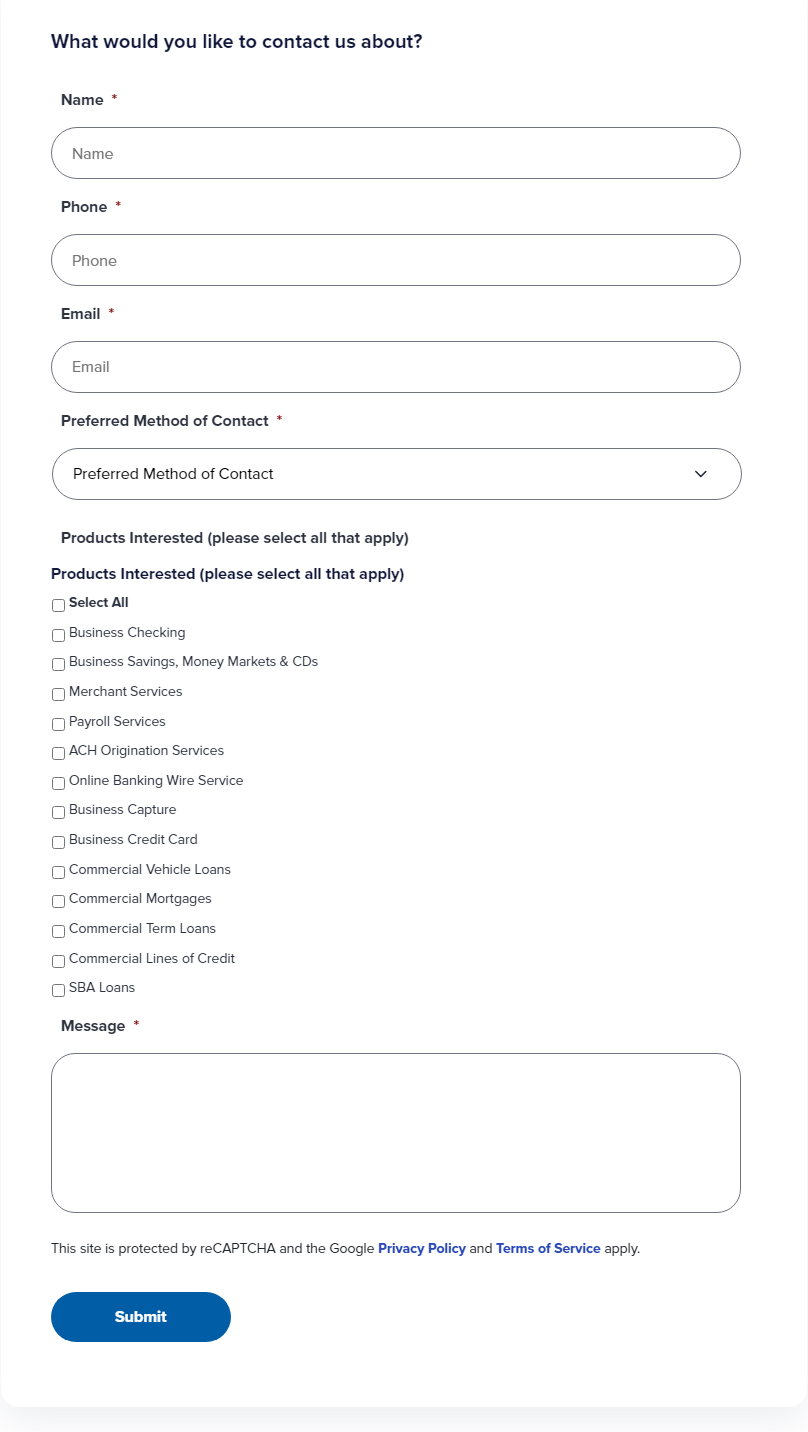 What would you like to contact us about?
Name *
Name
Phone *
Phone
Email *
Email
Preferred Method of Contact *
Preferred Method of Contact
Products Interested (please select all that apply)
Products Interested (please select all that apply)
Select All
Business Checking
Business Savings, Money Markets & CDs
Merchant Services
Payroll Services
ACH Origination Services
Online Banking Wire Service
Business Capture
Business Credit Card
Commercial Vehicle Loans
Commercial Mortgages
Commercial Term Loans
Commercial Lines of Credit
SBA Loans
Message *
This site is protected by reCAPTCHA and the Google Privacy Policy and Terms of Service apply.
Submit